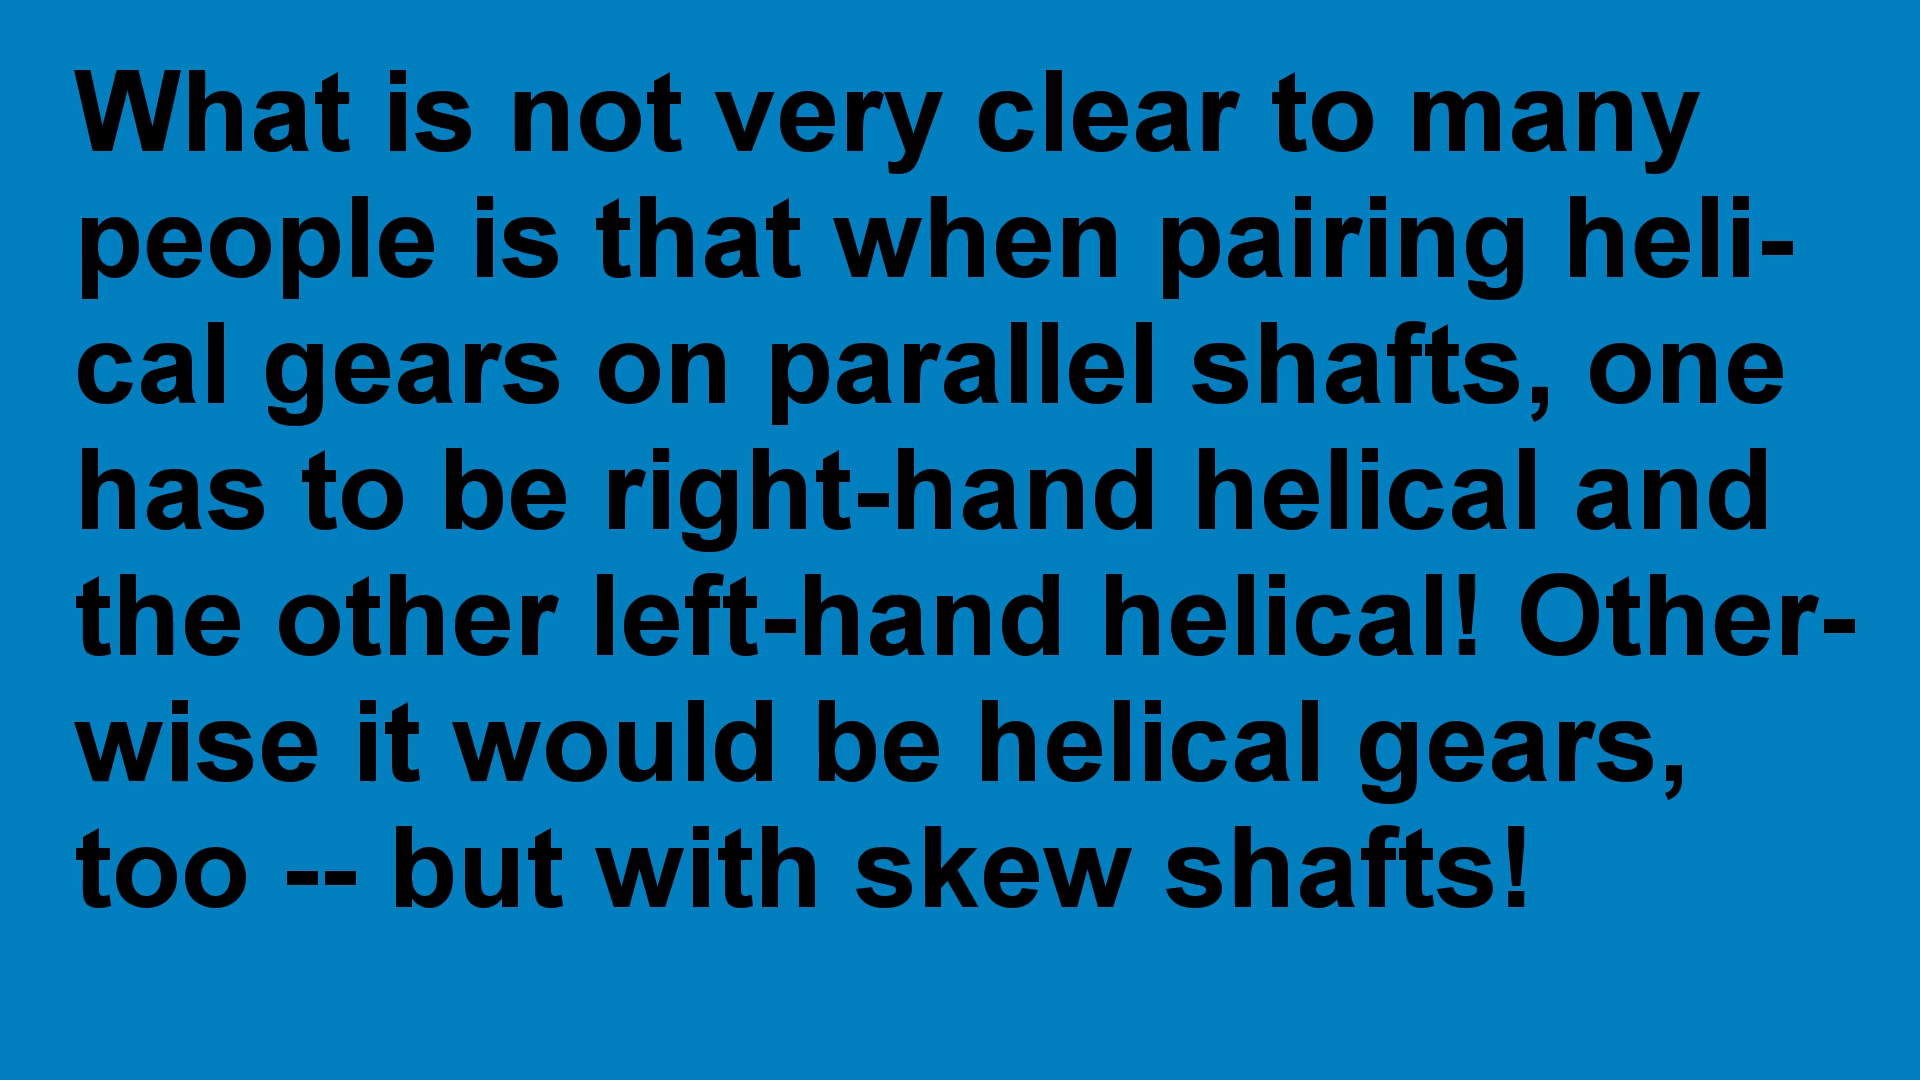 What is not very clear to many
people is that when pairing heli-
cal gears on parallel shafts, one
has to be right-hand helical and
the other left-hand helical! Other-
wise it would be helical gears,
too -- but with skew shafts!